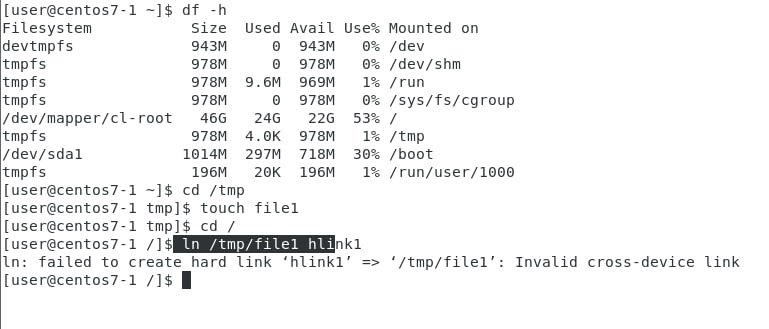 [user@centos7-1 ~]$ df -h
Filesystem           Size  Used Avail Use% Mounted on
devtmpfs             943M     0  943M   0% /dev
tmpfs                978M     0  978M   0% /dev/shm
tmpfs                978M  9.6M  969M   1% /run
tmpfs                978M     0  978M   0% /sys/fs/cgroup
/dev/mapper/cl-root   46G   24G   22G  53% /
tmpfs                978M  4.0K  978M   1% /tmp
/dev/sda1           1014M  297M  718M  30% /boot
tmpfs                196M   20K  196M   1% /run/user/1000
[user@centos7-1 ~]$ cd /tmp
[user@centos7-1 tmp]$ touch file1
[user@centos7-1 tmp]$ cd /
[user@centos7-1 /]$ ln /tmp/file1 hlink1
ln: failed to create hard link ‘hlink1’ => ‘/tmp/file1’: Invalid cross-device link
[user@centos7-1 /]$